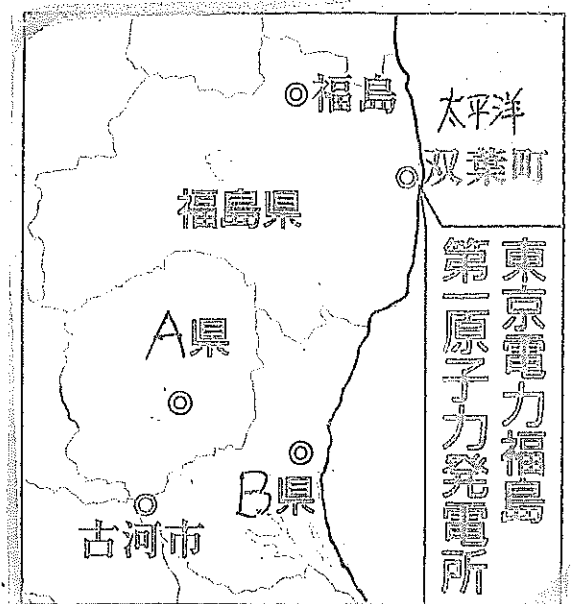 福島
太平洋
双葉町
福島県
東京電力福島
第一原子力発電所
A県
B県
古河市